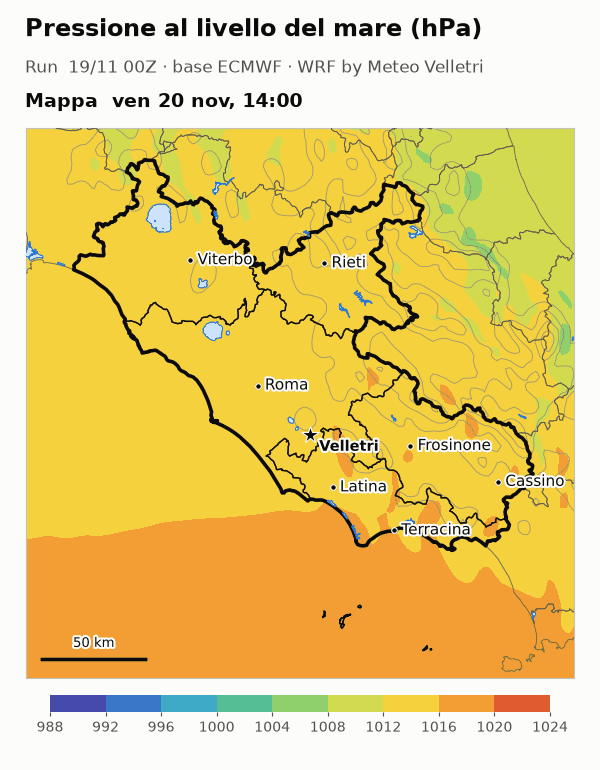 Pressione al livello del mare (hPa)
Run  19/11 00Z · base ECMWF · WRF by Meteo Velletri
Mappa  ven 20 nov, 14:00
Viterbo
Rieti
Roma
Velletri
Frosinone
Cassino
Latina
Terracina
50 km
988 992 996 1000 1004 1008 1012 1016 1020 1024